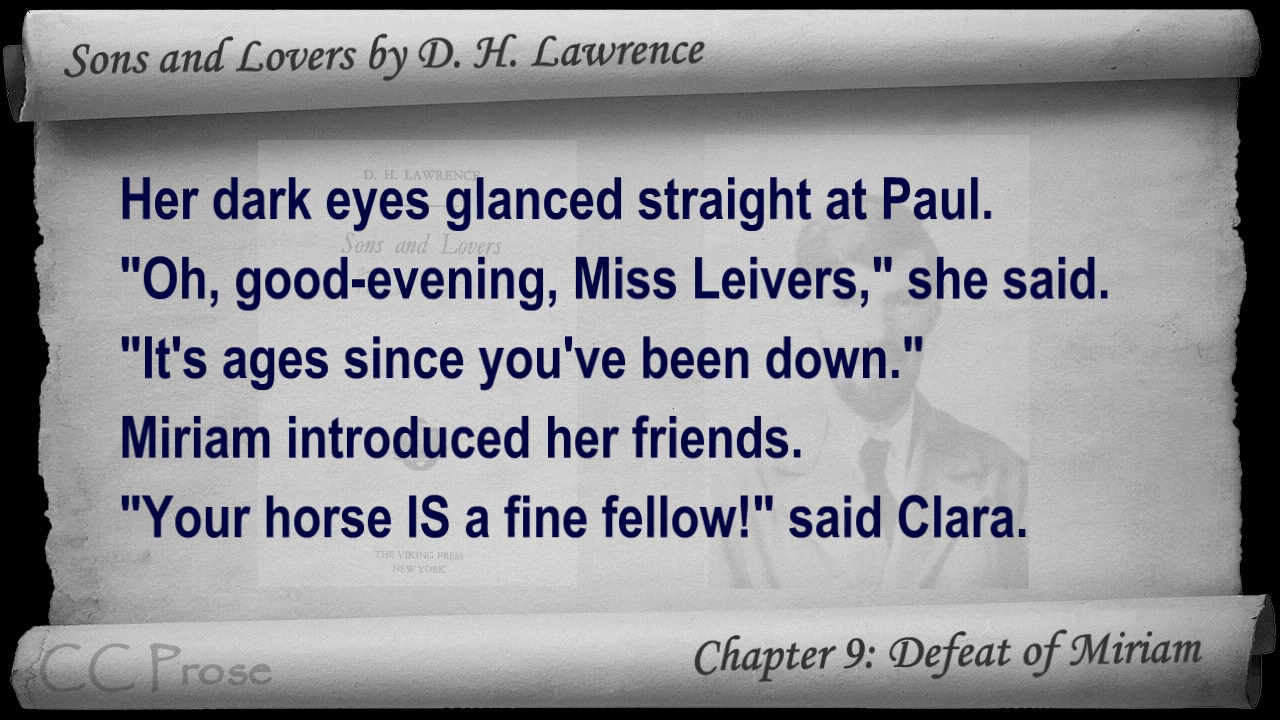 Sons and Lovers by D. H. Lawrence
D. H. LAWRENCE
Her dark eyes glanced straight at Paul.
Sons and Lovers
"Oh, good-evening, Miss Leivers," she said.
"It's ages since you've been down."
Miriam introduced her friends.
"Your horse IS a fine fellow!" said Clara.
THE VIKING PRESS
NEW YORK
CC Prose
Chapter 9: Defeat of Miriam